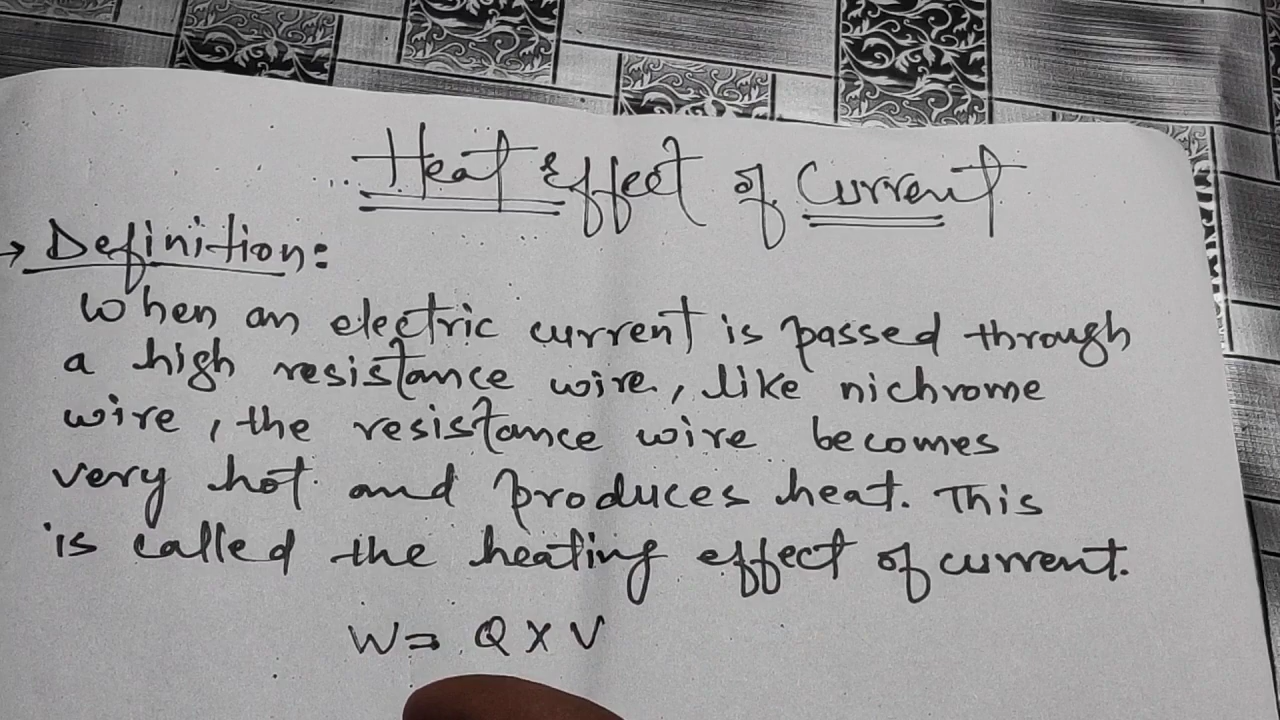 Heat Effect of Current
→ Definition:
When an electric current is passed through
a high resistance wire, like nichrome
wire, the resistance wire becomes
very hot and produces heat. This
is called the heating effect of current.
W = Q X V